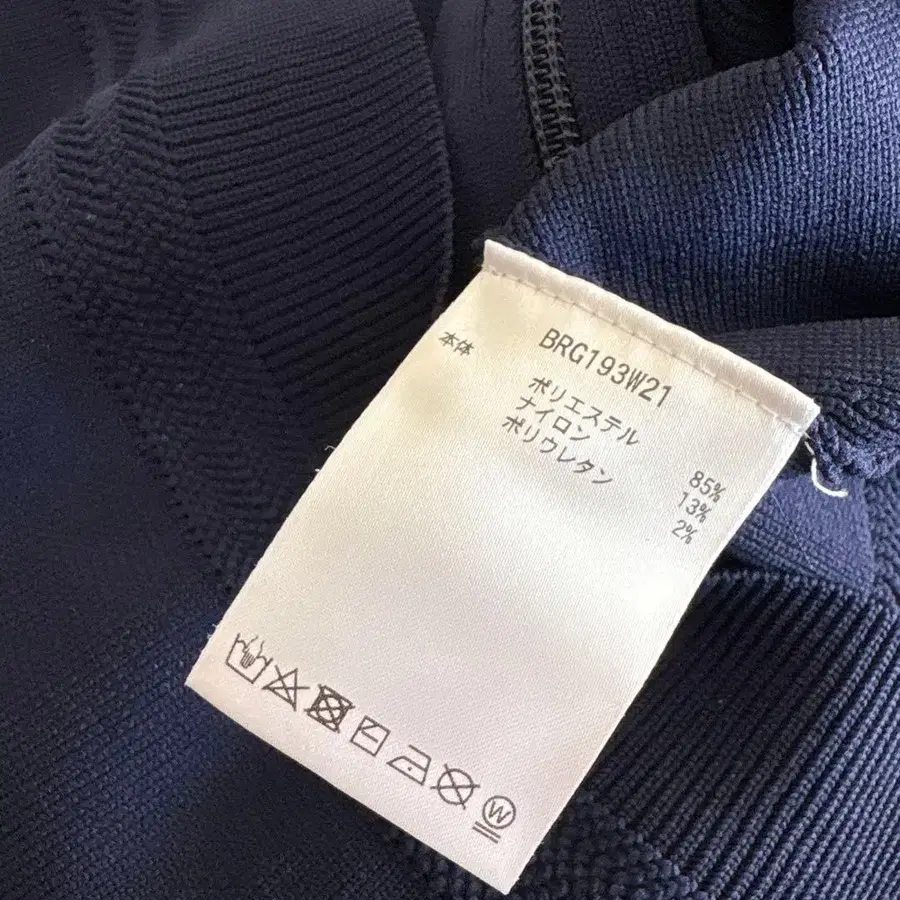 BRG193W21
本体
ポリエステル 85%
ナイロン 13%
ポリウレタン 2%
W